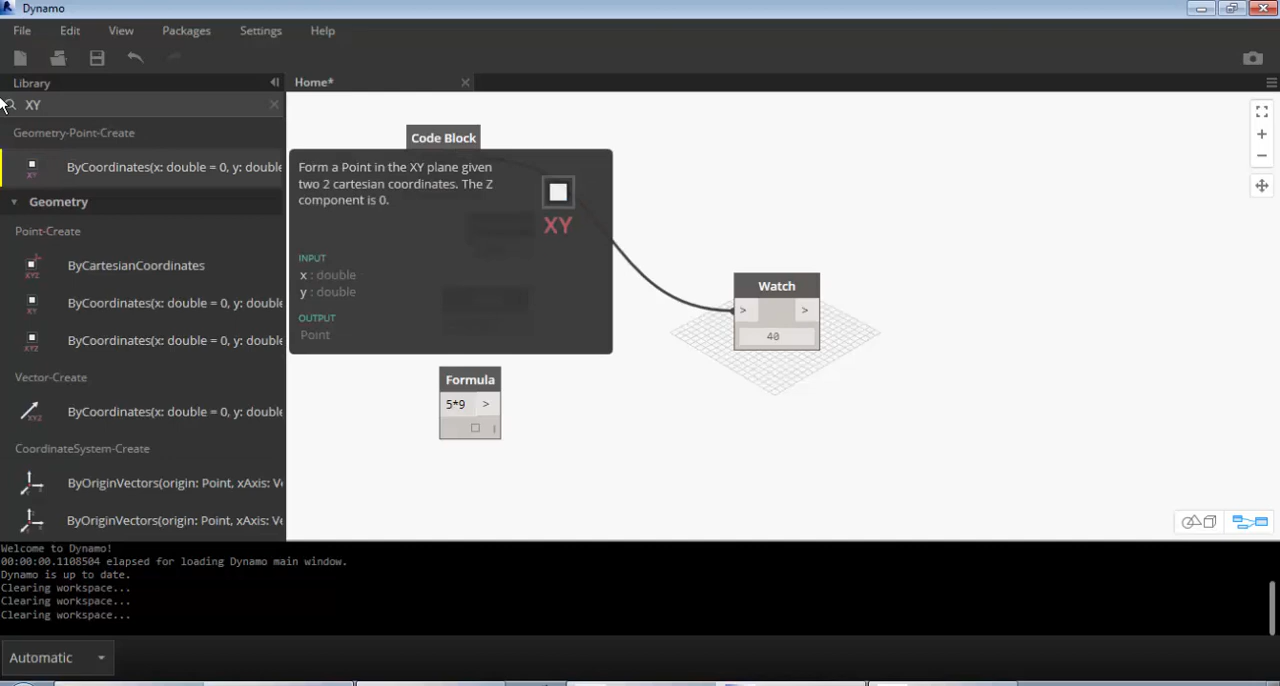 Dynamo
File Edit View Packages Settings Help
Library
Home*
XY
Geometry-Point-Create
ByCoordinates(x: double = 0, y: double
Geometry
Point-Create
ByCartesianCoordinates
ByCoordinates(x: double = 0, y: double
ByCoordinates(x: double = 0, y: double
Vector-Create
ByCoordinates(x: double = 0, y: double
CoordinateSystem-Create
ByOriginVectors(origin: Point, xAxis: Ve
ByOriginVectors(origin: Point, xAxis: Ve
Code Block
Form a Point in the XY plane given
two 2 cartesian coordinates. The Z
component is 0.
XY
INPUT
x : double
y : double
OUTPUT
Point
Watch
> >
40
Formula
5*9 >
Welcome to Dynamo!
00:00:00.1108504 elapsed for loading Dynamo main window.
Dynamo is up to date.
Clearing workspace...
Clearing workspace...
Clearing workspace...
Automatic